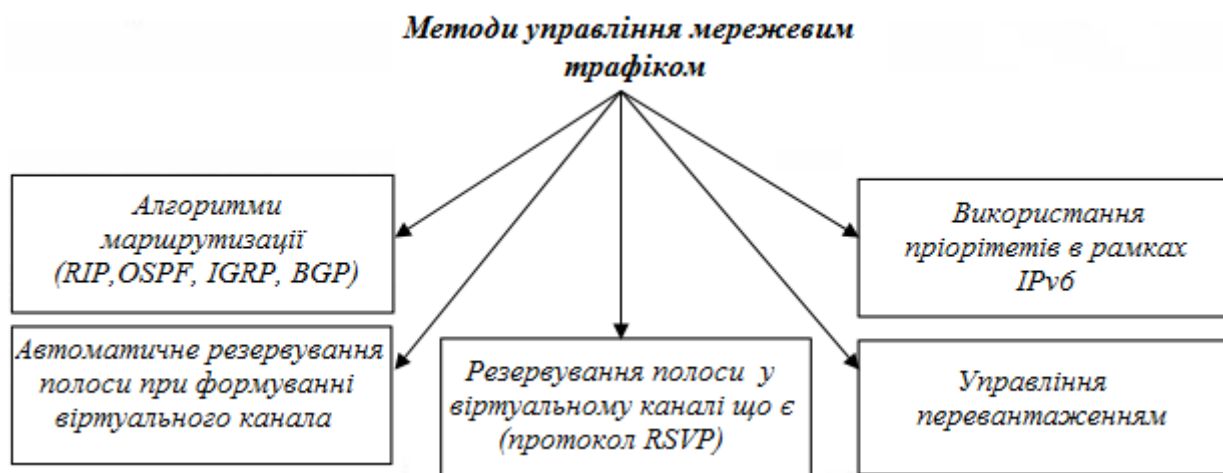 Методи управління мережевим
трафіком
Алгоритми
маршрутизації
(RIP,OSPF, IGRP, BGP)
Використання
пріорітетів в рамках
IPv6
Автоматичне резервування
полоси при формуванні
віртуального канала
Резервування полоси у
віртуальному каналі що є
(протокол RSVP)
Управління
перевантаженням